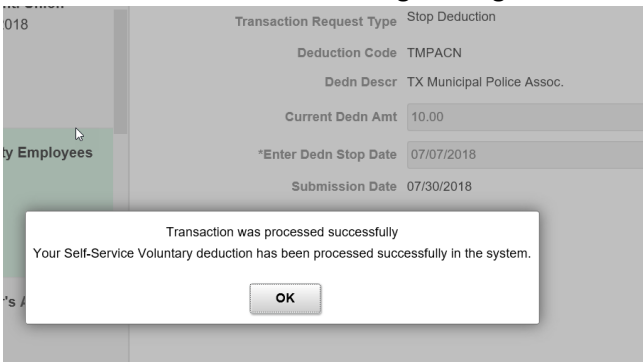 Union
2018
Transaction Request Type Stop Deduction
Deduction Code TMPACN
Dedn Descr TX Municipal Police Assoc.
Current Dedn Amt 10.00
ty Employees
*Enter Dedn Stop Date 07/07/2018
Submission Date 07/30/2018
Transaction was processed successfully
Your Self-Service Voluntary deduction has been processed successfully in the system.
OK
r's